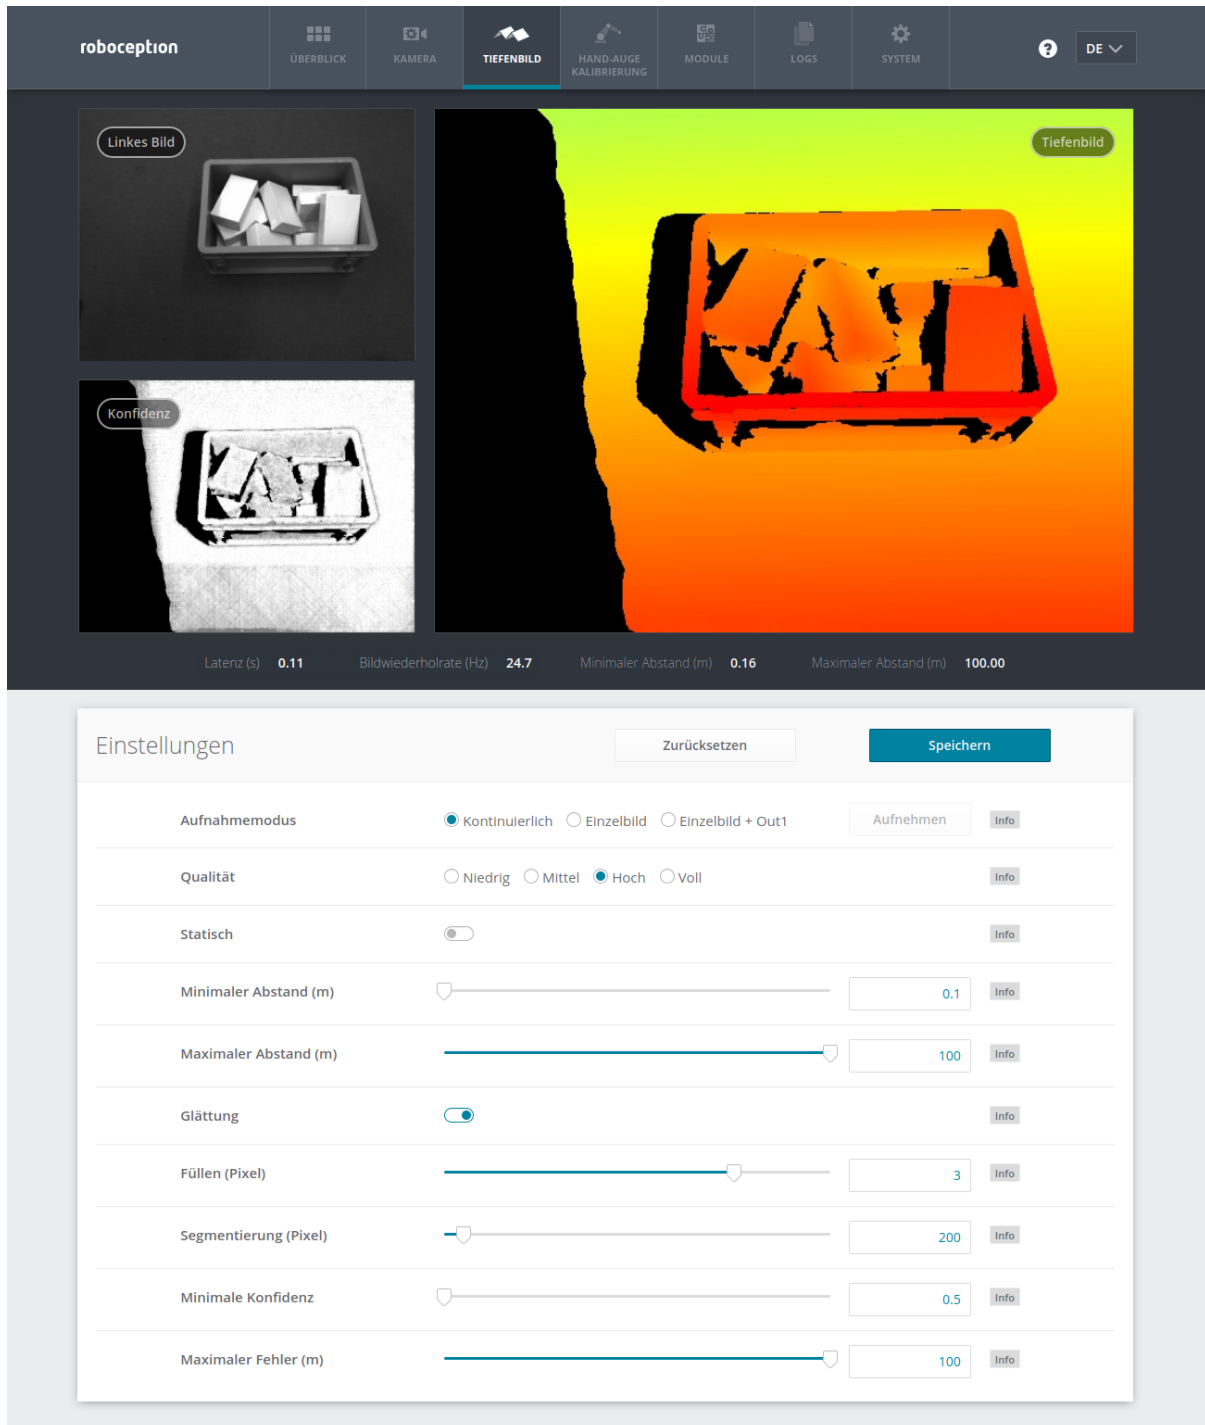 roboception
ÜBERBLICK
KAMERA
TIEFENBILD
HAND-AUGE
KALIBRIERUNG
MODULE
LOGS
SYSTEM
?
DE
Linkes Bild
Tiefenbild
Konfidenz
Latenz (s) 0.11 Bildwiederholrate (Hz) 24.7 Minimaler Abstand (m) 0.16 Maximaler Abstand (m) 100.00
Einstellungen Zurücksetzen Speichern
Aufnahmemodus Kontinuierlich Einzelbild Einzelbild + Out1 Aufnehmen Info
Qualität Niedrig Mittel Hoch Voll Info
Statisch Info
Minimaler Abstand (m) 0.1 Info
Maximaler Abstand (m) 100 Info
Glättung Info
Füllen (Pixel) 3 Info
Segmentierung (Pixel) 200 Info
Minimale Konfidenz 0.5 Info
Maximaler Fehler (m) 100 Info